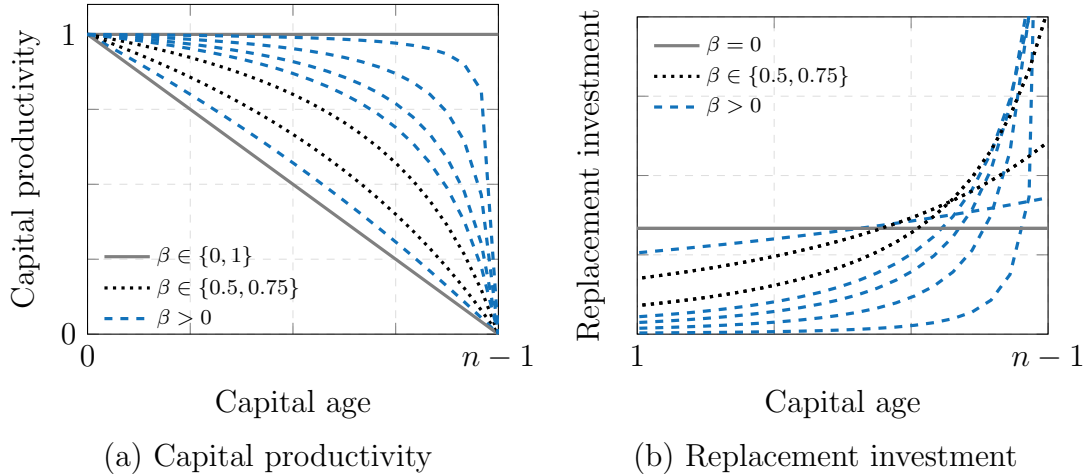 Capital productivity
1
0
β ∈ {0, 1}
β ∈ {0.5, 0.75}
β > 0
0
n − 1
Capital age
(a) Capital productivity
Replacement investment
β = 0
β ∈ {0.5, 0.75}
β > 0
1
n − 1
Capital age
(b) Replacement investment